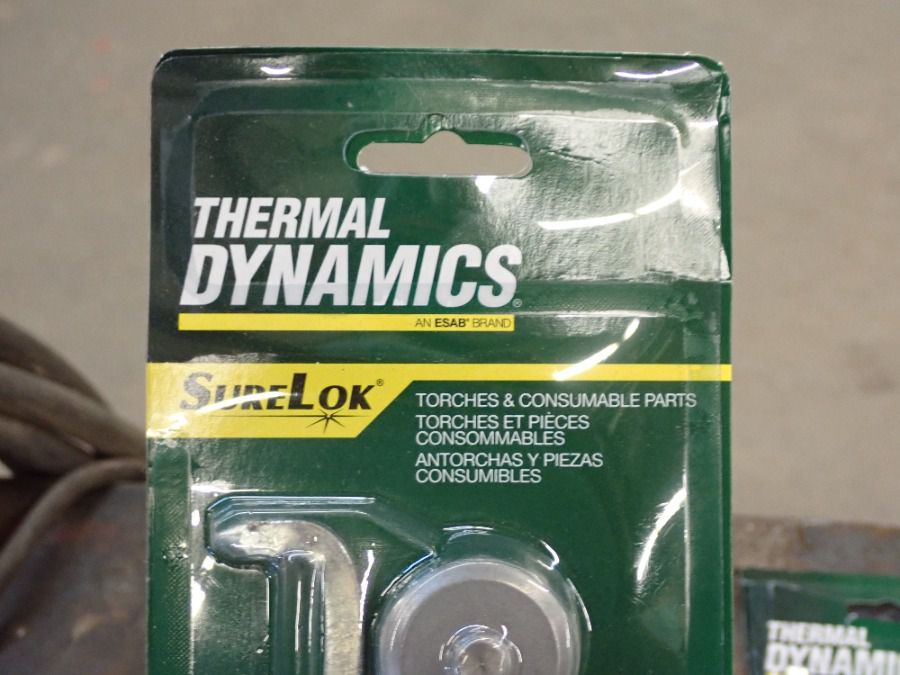 THERMAL
DYNAMICS®
AN ESAB® BRAND
SURELOK®
TORCHES & CONSUMABLE PARTS
TORCHES ET PIÈCES
CONSOMMABLES
ANTORCHAS Y PIEZAS
CONSUMIBLES
THERMAL